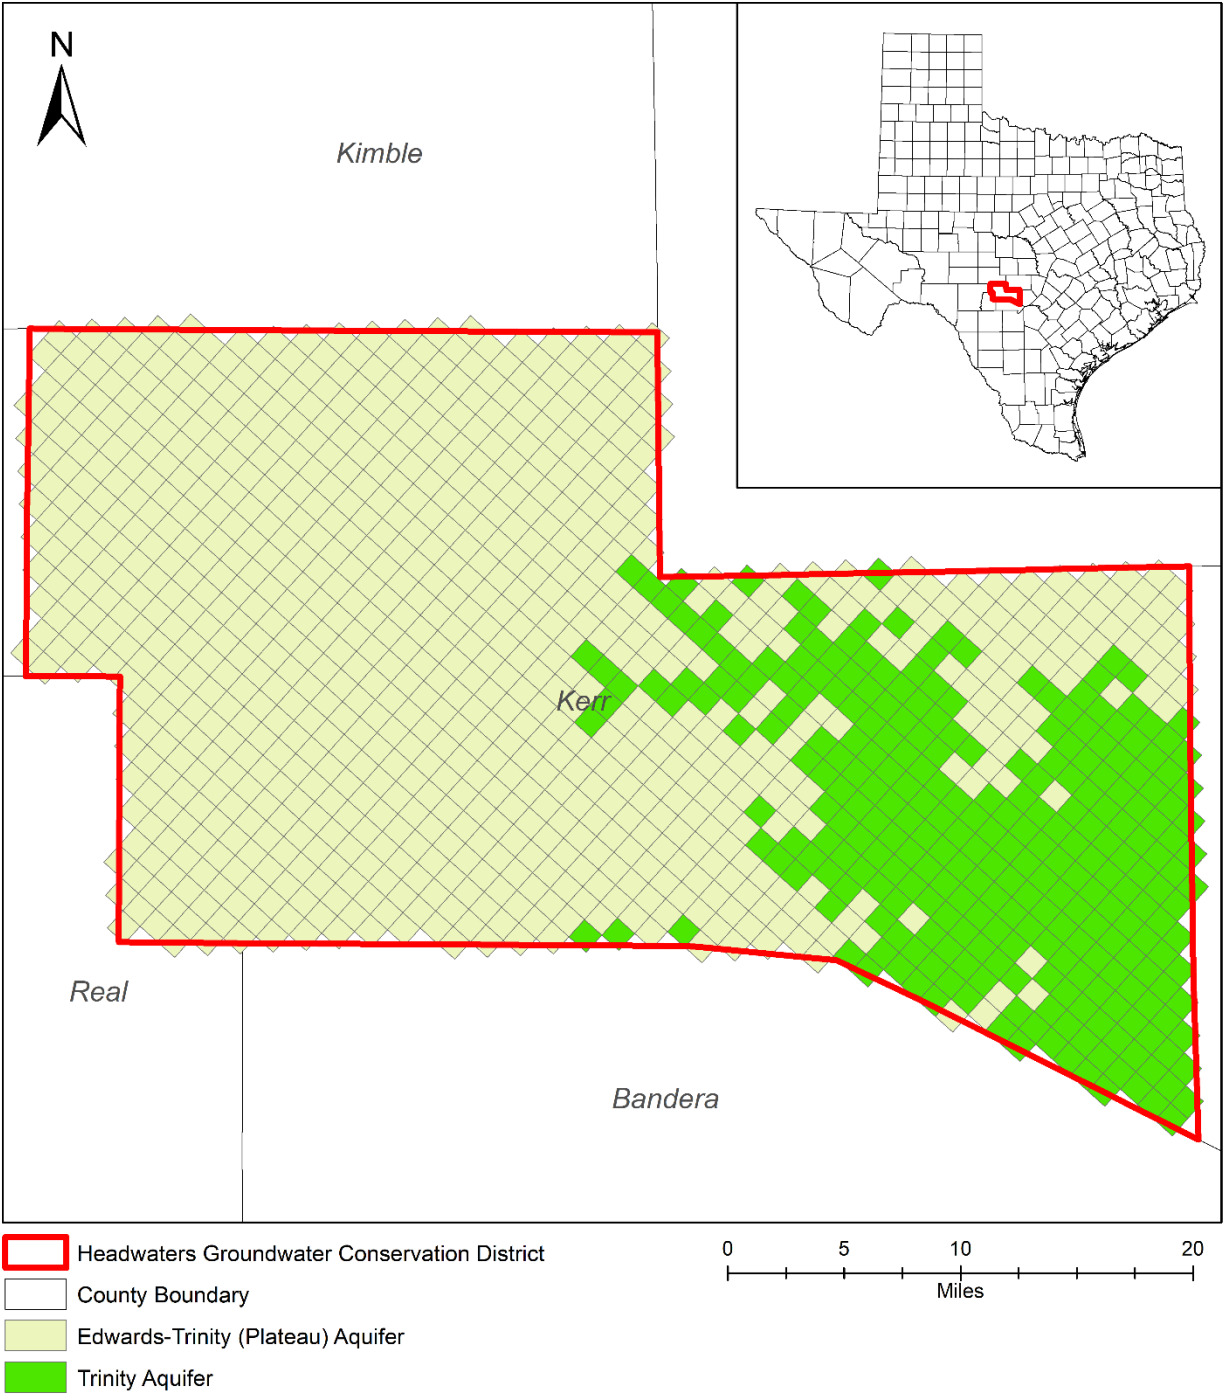 N
Kimble
Kerr
Real
Bandera
Headwaters Groundwater Conservation District
County Boundary
Edwards-Trinity (Plateau) Aquifer
Trinity Aquifer
0 5 10 20
Miles